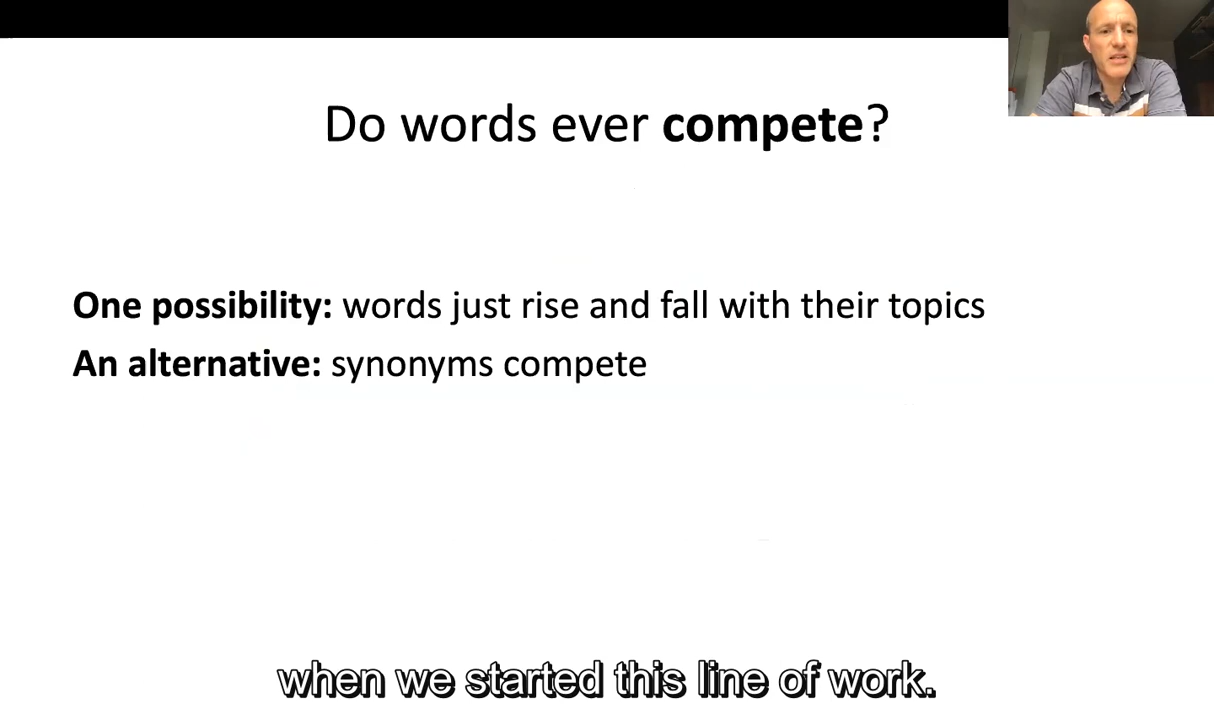 Do words ever compete?
One possibility: words just rise and fall with their topics
An alternative: synonyms compete
when we started this line of work.